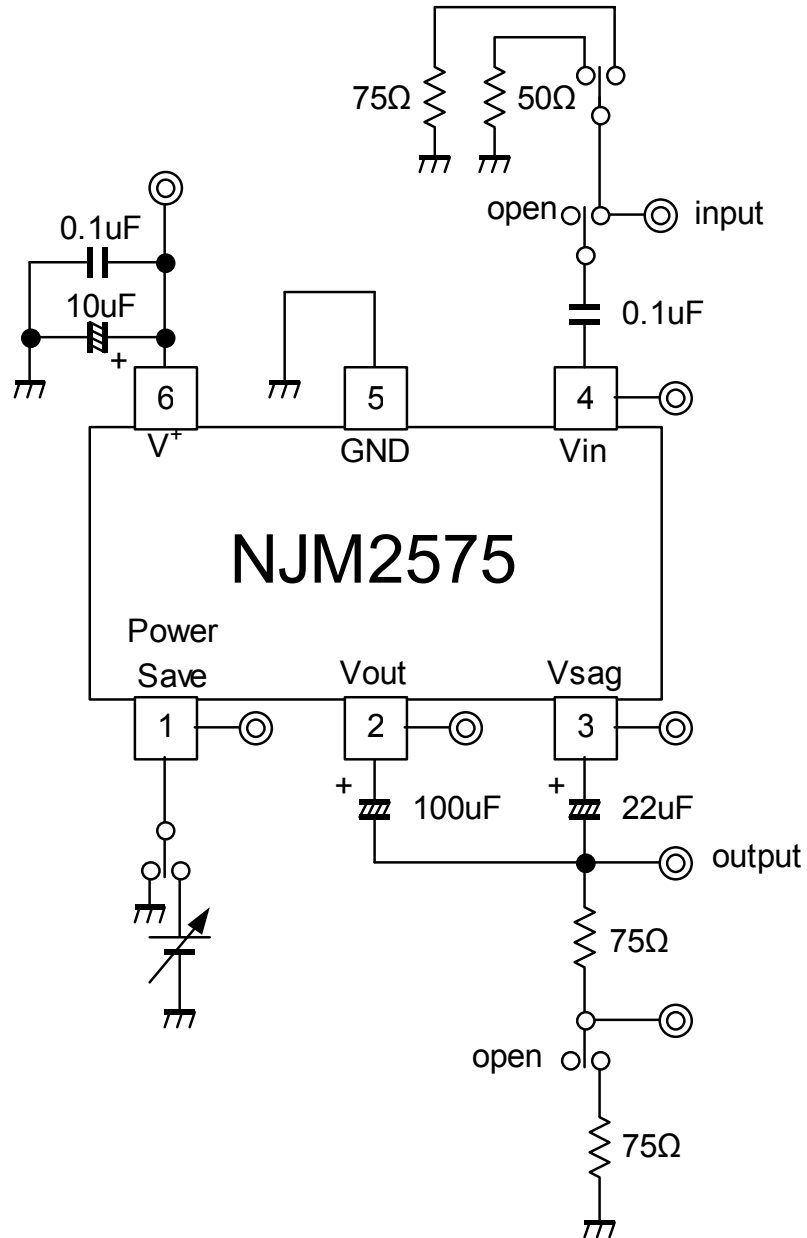 75Ω
50Ω
open
input
0.1uF
10uF
+
0.1uF
6
5
4
V+
GND
Vin
NJM2575
Power
Save
Vout
Vsag
1
2
3
+
100uF
+
22uF
output
75Ω
open
75Ω